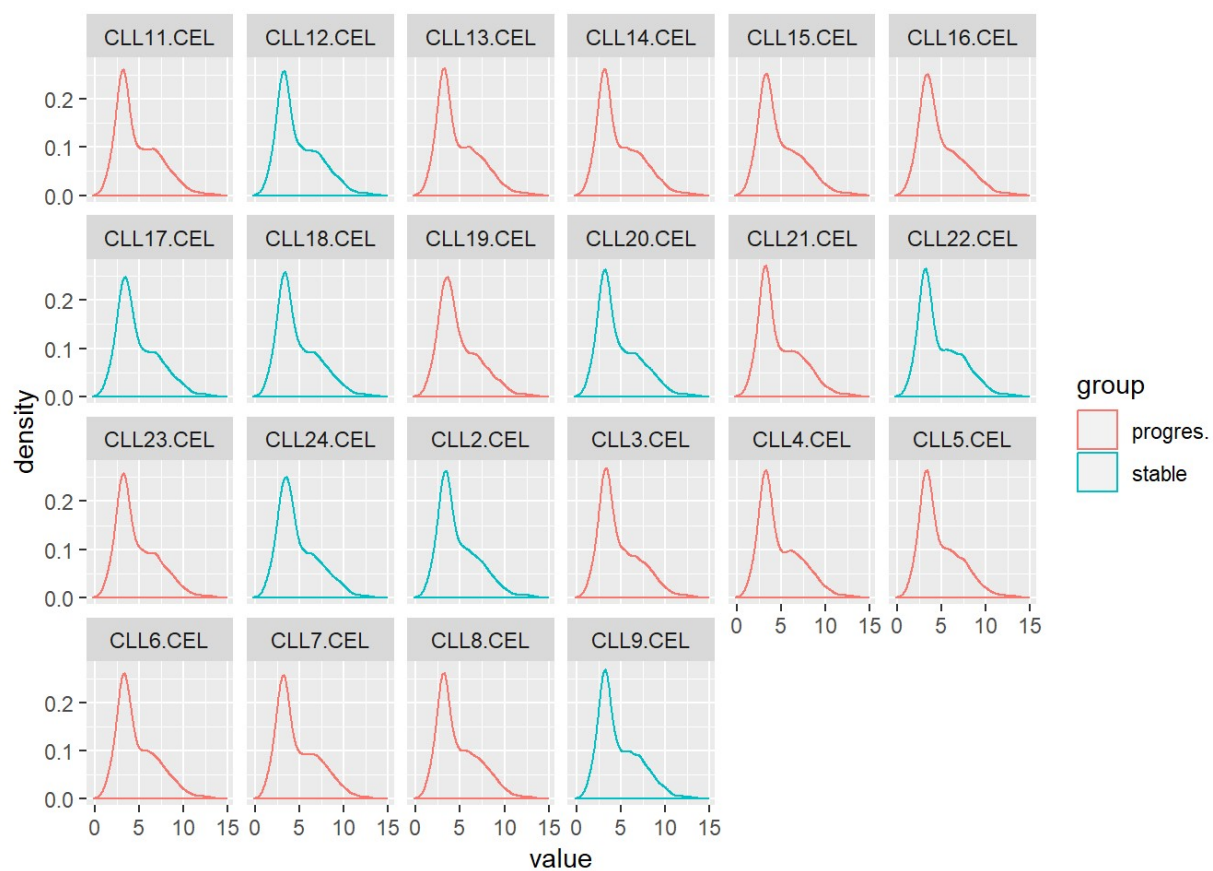 CLL11.CEL CLL12.CEL CLL13.CEL CLL14.CEL CLL15.CEL CLL16.CEL
0.2
0.1
0.0
CLL17.CEL CLL18.CEL CLL19.CEL CLL20.CEL CLL21.CEL CLL22.CEL
0.2
0.1
0.0
CLL23.CEL CLL24.CEL CLL2.CEL CLL3.CEL CLL4.CEL CLL5.CEL
0.2
0.1
0.0
0 5 10 15 0 5 10 15
CLL6.CEL CLL7.CEL CLL8.CEL CLL9.CEL
0.2
0.1
0.0
0 5 10 15 0 5 10 15 0 5 10 15 0 5 10 15
value
density
group
progres.
stable